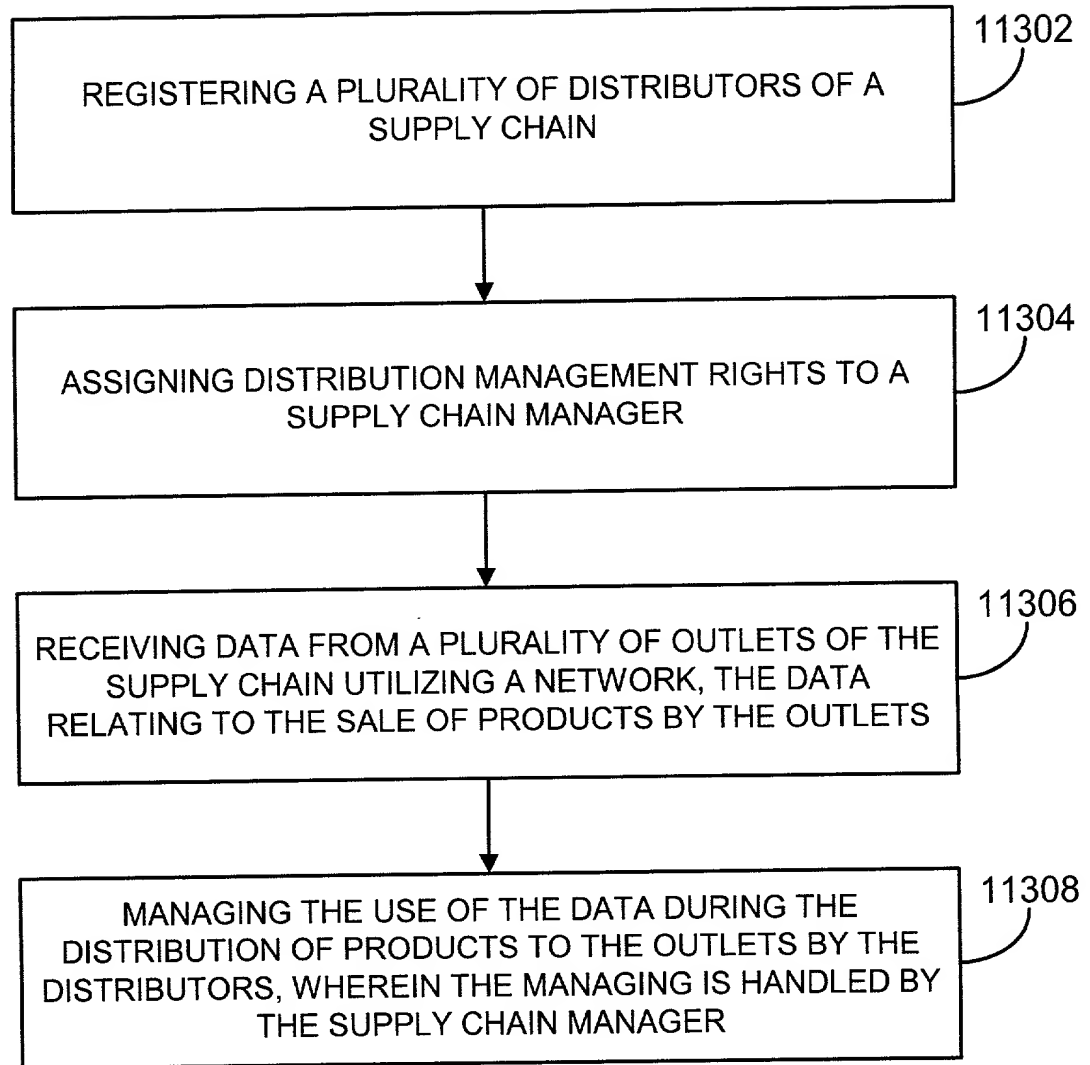 11302
REGISTERING A PLURALITY OF DISTRIBUTORS OF A
SUPPLY CHAIN
11304
ASSIGNING DISTRIBUTION MANAGEMENT RIGHTS TO A
SUPPLY CHAIN MANAGER
11306
RECEIVING DATA FROM A PLURALITY OF OUTLETS OF THE
SUPPLY CHAIN UTILIZING A NETWORK, THE DATA
RELATING TO THE SALE OF PRODUCTS BY THE OUTLETS
11308
MANAGING THE USE OF THE DATA DURING THE
DISTRIBUTION OF PRODUCTS TO THE OUTLETS BY THE
DISTRIBUTORS, WHEREIN THE MANAGING IS HANDLED BY
THE SUPPLY CHAIN MANAGER